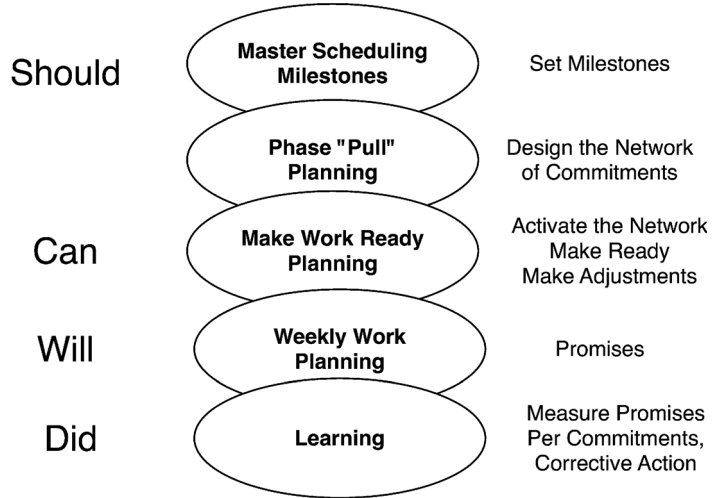 Should
Master Scheduling
Milestones
Set Milestones
Phase "Pull"
Planning
Design the Network
of Commitments
Can
Make Work Ready
Planning
Activate the Network
Make Ready
Make Adjustments
Will
Weekly Work
Planning
Promises
Did
Learning
Measure Promises
Per Commitments,
Corrective Action